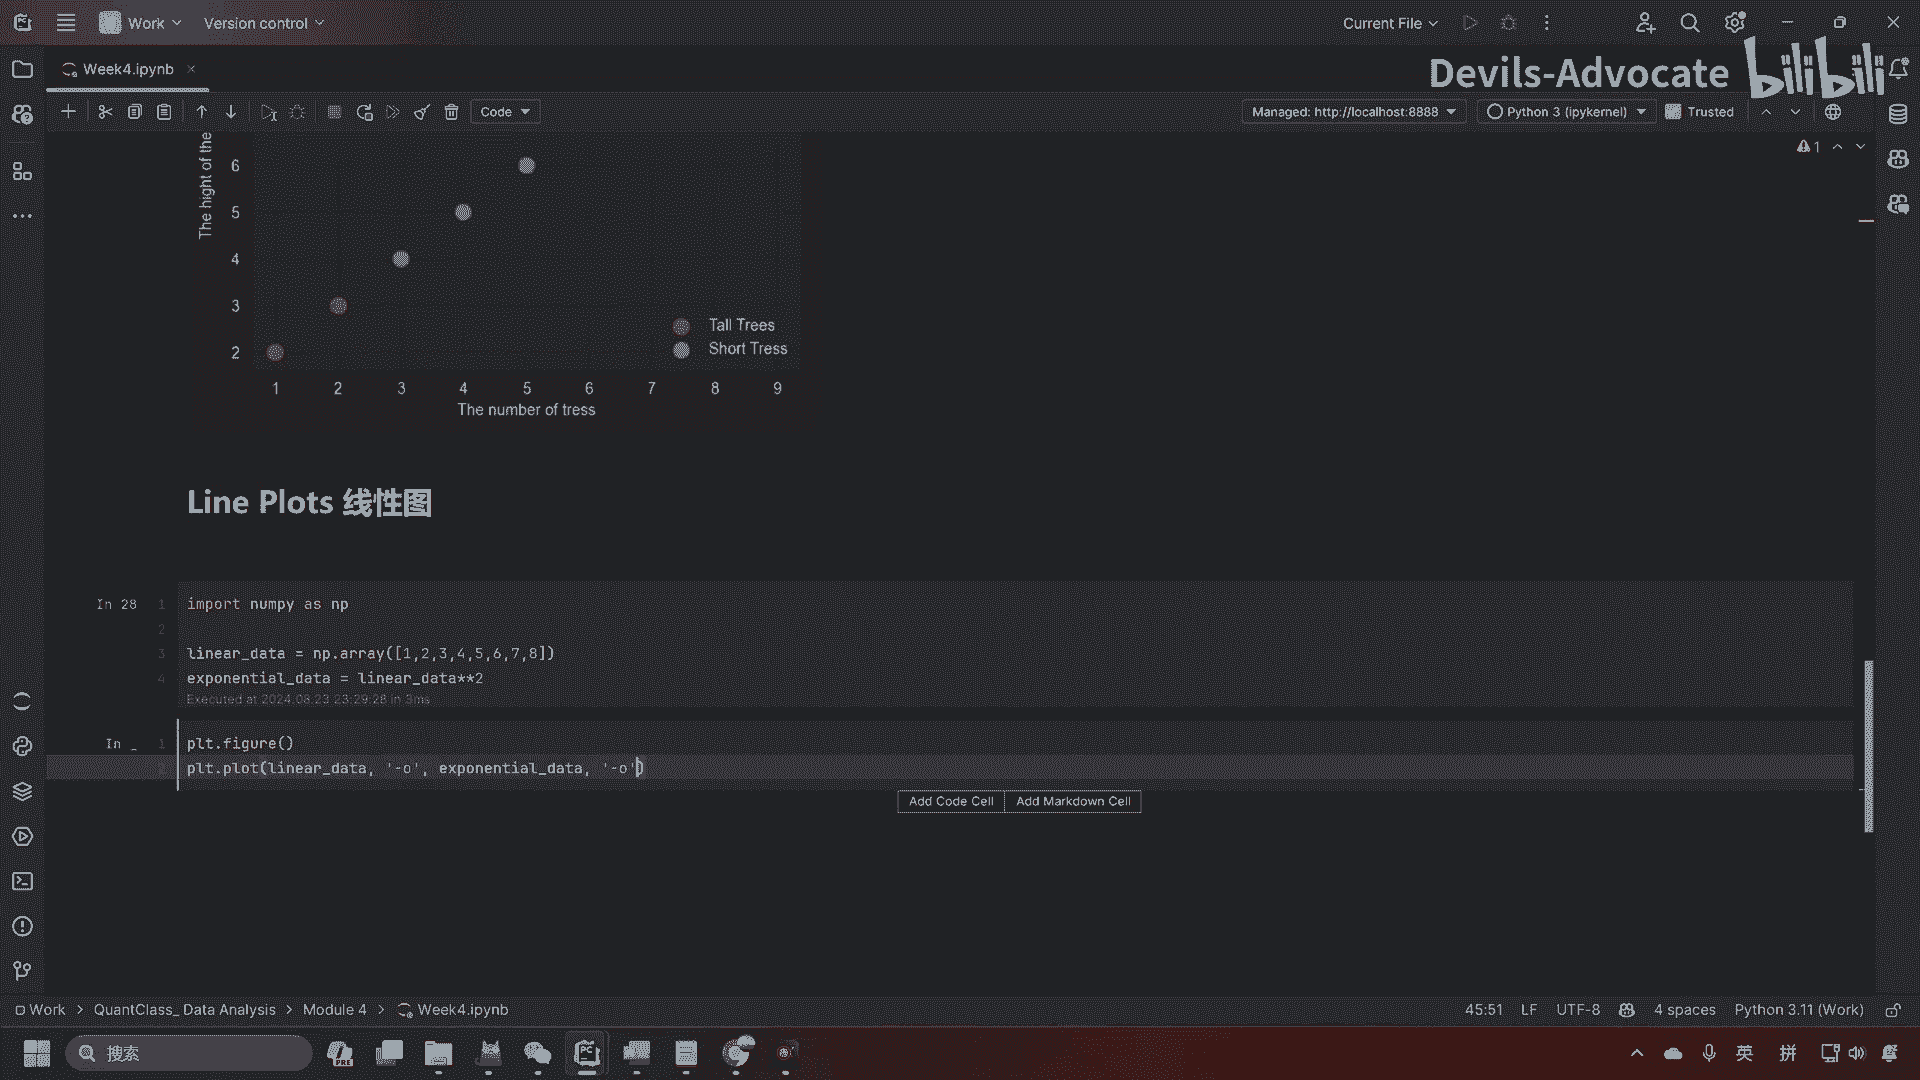 Work
Version control
Current File
Week4.ipynb
Devils-Advocate bilibili
Code
Managed: http://localhost:8888
Python 3 (ipykernel)
Trusted
1
The hight of the
6
5
4
3
2
Tall Trees
Short Tress
1 2 3 4 5 6 7 8 9
The number of tress
Line Plots 线性图
In 28
1 import numpy as np
2
3 linear_data = np.array([1,2,3,4,5,6,7,8])
4 exponential_data = linear_data**2
Executed at 2024.08.23 23:29:28 in 3ms
In _
1 plt.figure()
2 plt.plot(linear_data, '-o', exponential_data, '-o')
Add Code Cell Add Markdown Cell
Work > QuantClass_ Data Analysis > Module 4 > Week4.ipynb
45:51 LF UTF-8 4 spaces Python 3.11 (Work)
搜索
PRE
英
拼